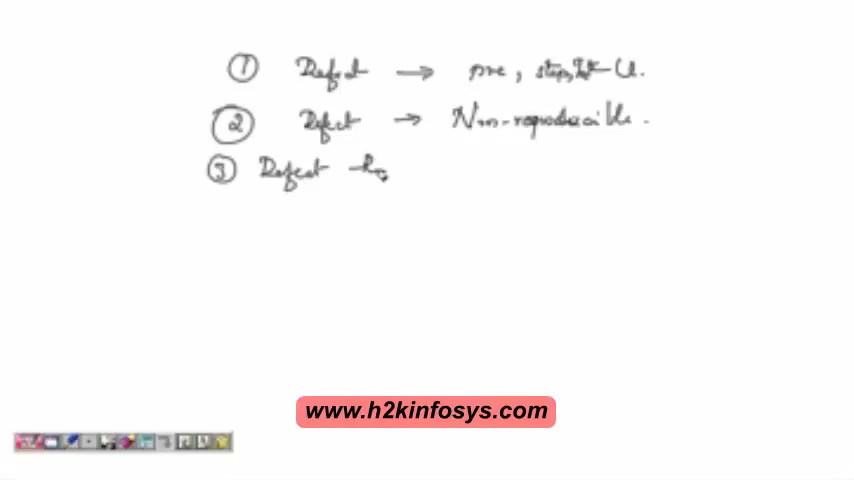 ① Defect → pre, steps,
② Defect → Non-reproducible.
③ Defect
www.h2kinfosys.com